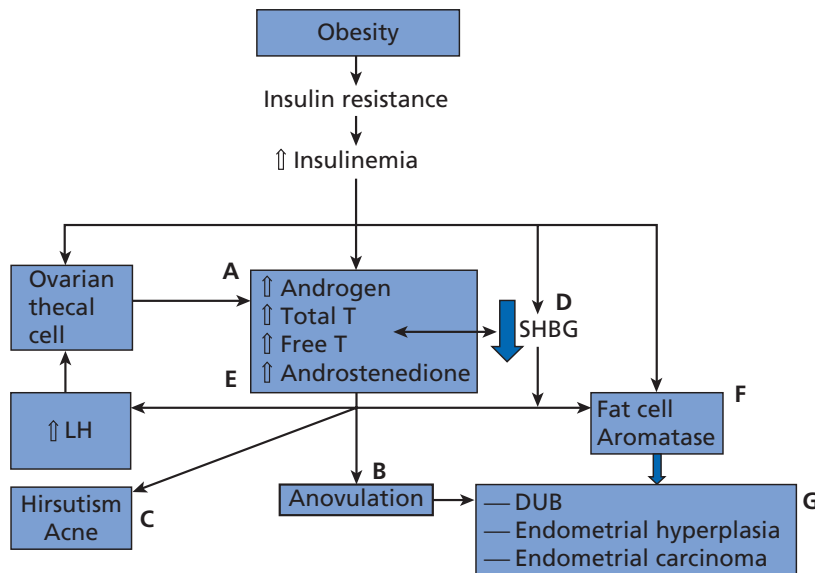 Obesity
Insulin resistance
⇧ Insulinemia
Ovarian
thecal
cell
A
⇧ Androgen
⇧ Total T
⇧ Free T
⇧ Androstenedione
D
SHBG
E
⇧ LH
F
Fat cell
Aromatase
Hirsutism
Acne
C
B
Anovulation
G
— DUB
— Endometrial hyperplasia
— Endometrial carcinoma